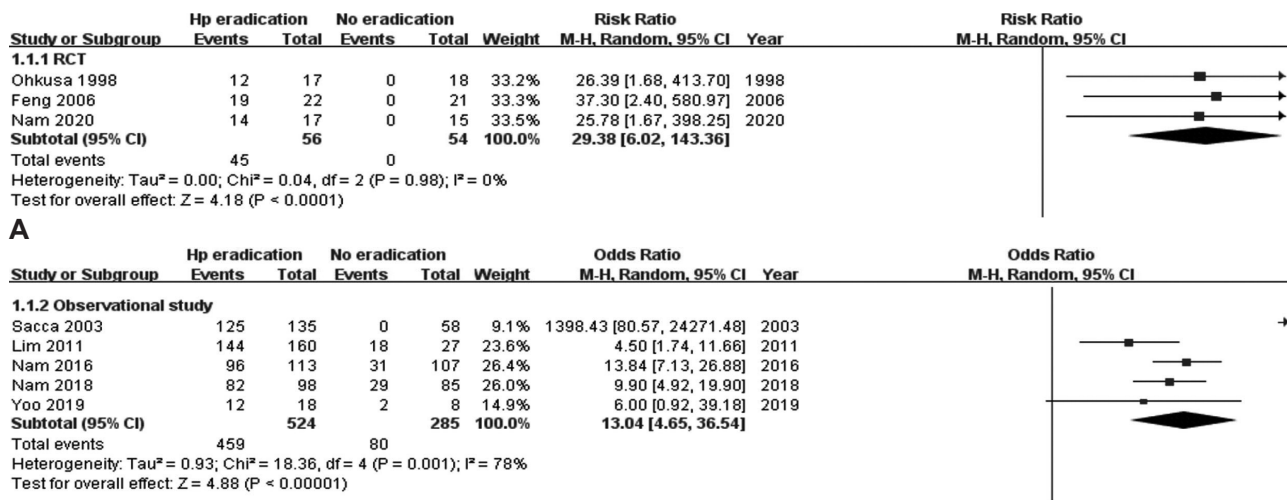 Hp eradication No eradication Risk Ratio Risk Ratio
Study or Subgroup Events Total Events Total Weight M-H, Random, 95% CI Year M-H, Random, 95% CI
1.1.1 RCT
Ohkusa 1998 12 17 0 18 33.2% 26.39 [1.68, 413.70] 1998
Feng 2006 19 22 0 21 33.3% 37.30 [2.40, 580.97] 2006
Nam 2020 14 17 0 15 33.5% 25.78 [1.67, 398.25] 2020
Subtotal (95% CI) 56 54 100.0% 29.38 [6.02, 143.36]
Total events 45 0
Heterogeneity: Tau² = 0.00; Chi² = 0.04, df = 2 (P = 0.98); I² = 0%
Test for overall effect: Z = 4.18 (P < 0.0001)
A
Hp eradication No eradication Odds Ratio Odds Ratio
Study or Subgroup Events Total Events Total Weight M-H, Random, 95% CI Year M-H, Random, 95% CI
1.1.2 Observational study
Sacca 2003 125 135 0 58 9.1% 1398.43 [80.57, 24271.48] 2003
Lim 2011 144 160 18 27 23.6% 4.50 [1.74, 11.66] 2011
Nam 2016 96 113 31 107 26.4% 13.84 [7.13, 26.88] 2016
Nam 2018 82 98 29 85 26.0% 9.90 [4.92, 19.90] 2018
Yoo 2019 12 18 2 8 14.9% 6.00 [0.92, 39.18] 2019
Subtotal (95% CI) 524 285 100.0% 13.04 [4.65, 36.54]
Total events 459 80
Heterogeneity: Tau² = 0.93; Chi² = 18.36, df = 4 (P = 0.001); I² = 78%
Test for overall effect: Z = 4.88 (P < 0.00001)